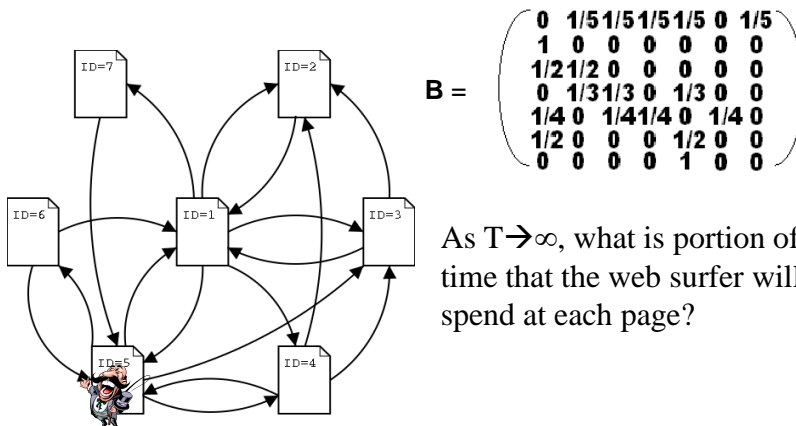 ID=7
ID=2
ID=6
ID=1
ID=3
ID=5
ID=4
B =
0 1/5 1/5 1/5 1/5 0 1/5
1 0 0 0 0 0 0
1/2 1/2 0 0 0 0 0
0 1/3 1/3 0 1/3 0 0
1/4 0 1/4 1/4 0 1/4 0
1/2 0 0 0 1/2 0 0
0 0 0 0 1 0 0
As T→∞, what is portion of
time that the web surfer will
spend at each page?